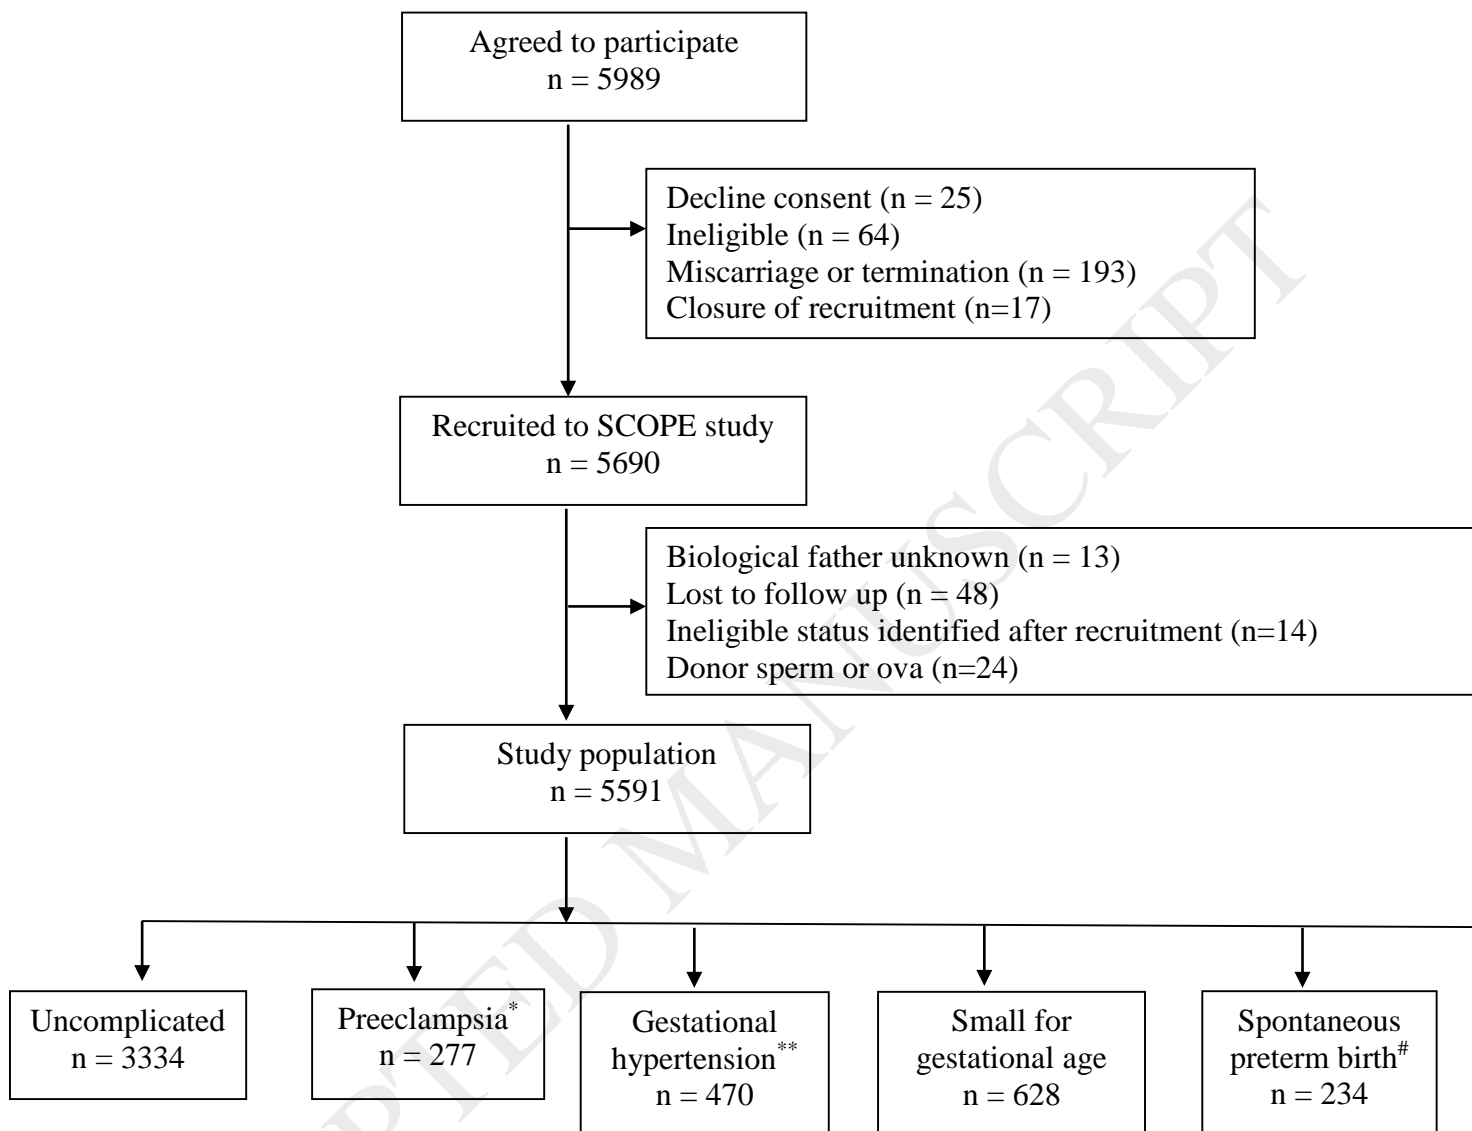 Agreed to participate
n = 5989
Decline consent (n = 25)
Ineligible (n = 64)
Miscarriage or termination (n = 193)
Closure of recruitment (n=17)
Recruited to SCOPE study
n = 5690
Biological father unknown (n = 13)
Lost to follow up (n = 48)
Ineligible status identified after recruitment (n=14)
Donor sperm or ova (n=24)
Study population
n = 5591
Uncomplicated
n = 3334
Preeclampsia*
n = 277
Gestational
hypertension**
n = 470
Small for
gestational age
n = 628
Spontaneous
preterm birth#
n = 234
PTED MANUSCRIPT